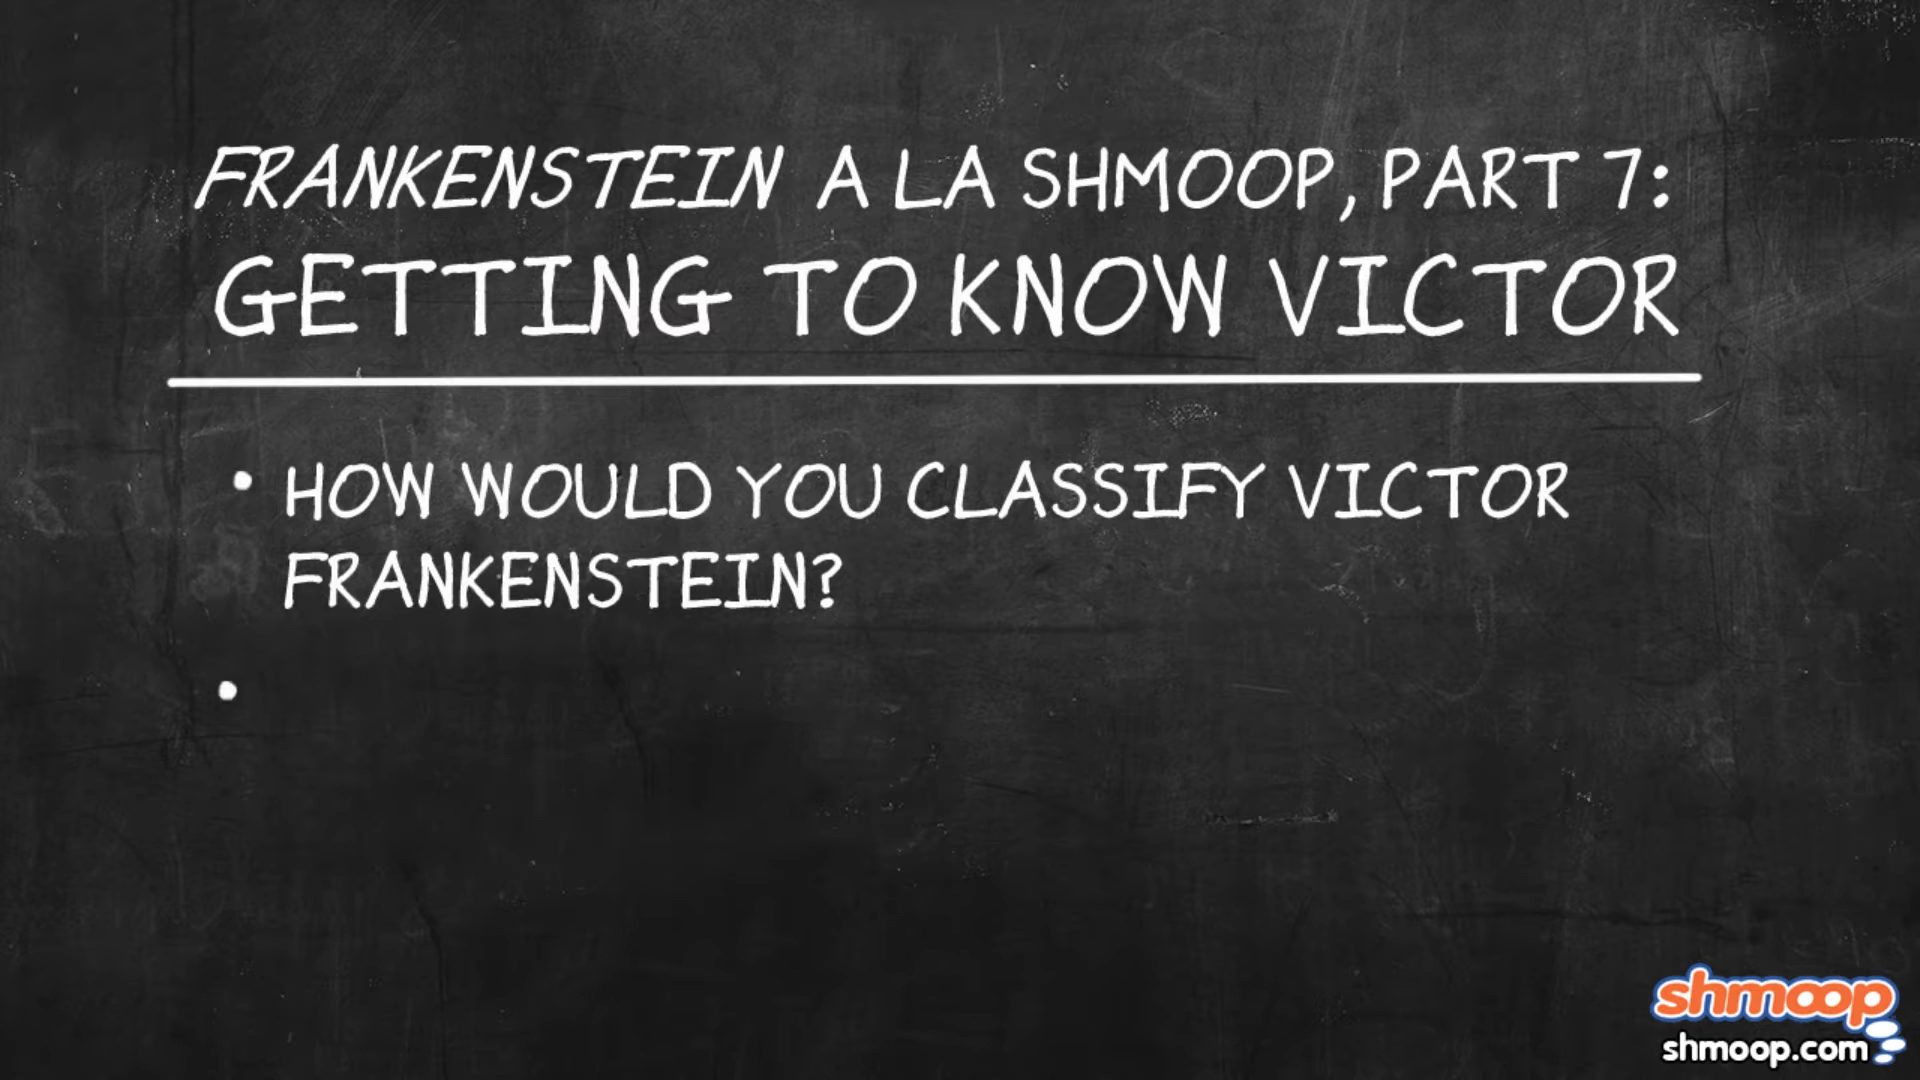 FRANKENSTEIN A LA SHMOOP, PART 7:
GETTING TO KNOW VICTOR
• HOW WOULD YOU CLASSIFY VICTOR
FRANKENSTEIN?
•
shmoop
shmoop.com